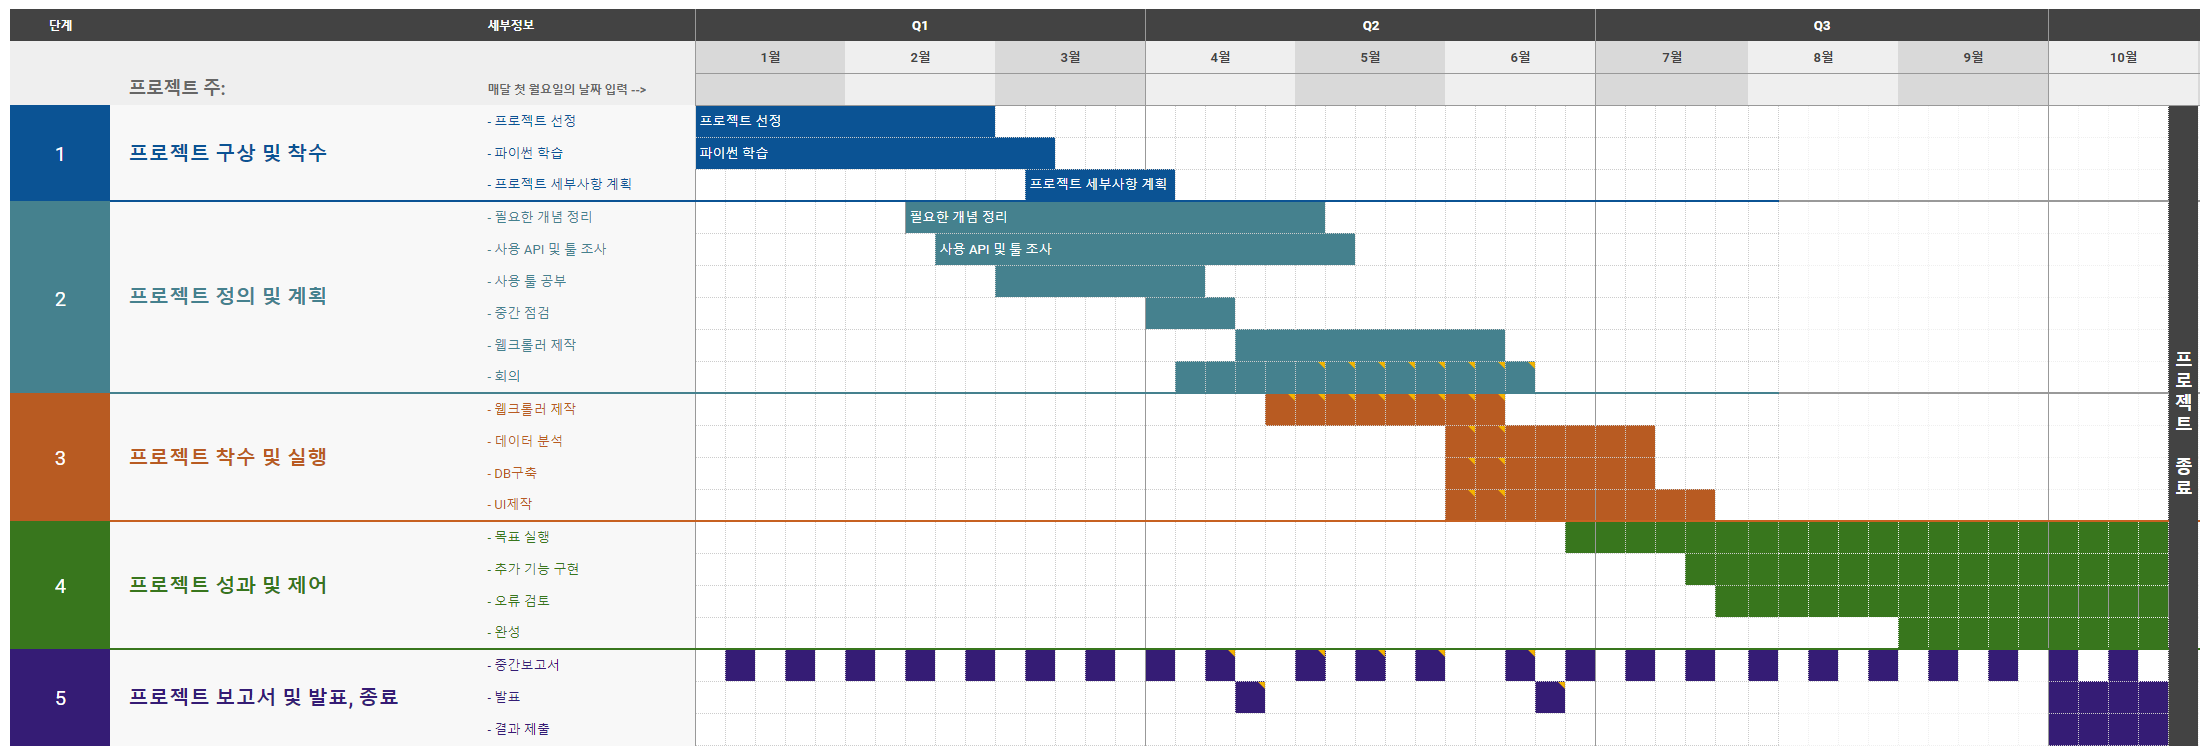 단계
세부정보
Q1
Q2
Q3
1월
2월
3월
4월
5월
6월
7월
8월
9월
10월
프로젝트 주:
매달 첫 월요일의 날짜 입력 -->
1
프로젝트 구상 및 착수
- 프로젝트 선정
프로젝트 선정
- 파이썬 학습
파이썬 학습
- 프로젝트 세부사항 계획
프로젝트 세부사항 계획
2
프로젝트 정의 및 계획
- 필요한 개념 정리
필요한 개념 정리
- 사용 API 및 툴 조사
사용 API 및 툴 조사
- 사용 툴 공부
- 중간 점검
- 웹크롤러 제작
- 회의
3
프로젝트 착수 및 실행
- 웹크롤러 제작
- 데이터 분석
- DB구축
- UI제작
4
프로젝트 성과 및 제어
- 목표 실행
- 추가 기능 구현
- 오류 검토
- 완성
5
프로젝트 보고서 및 발표, 종료
- 중간보고서
- 발표
- 결과 제출
프로젝트 종료